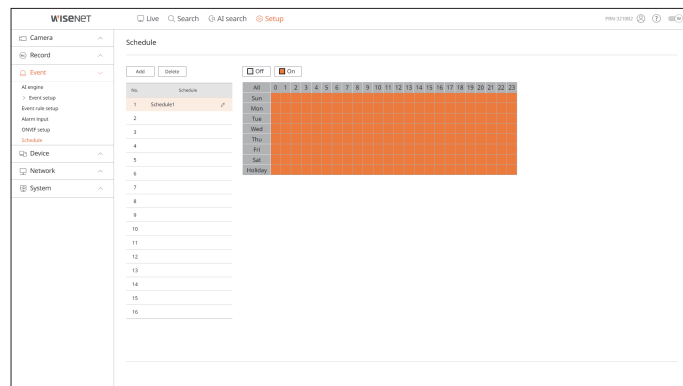 WISENET
Live Search AI search Setup
PRN-3210B2
Camera
Record
Event
AI engine
> Event setup
Event rule setup
Alarm input
ONVIF setup
Schedule
Device
Network
System
Schedule
Add Delete
No. Schedule
1 Schedule1
2
3
4
5
6
7
8
9
10
11
12
13
14
15
16
Off On
All 0 1 2 3 4 5 6 7 8 9 10 11 12 13 14 15 16 17 18 19 20 21 22 23
Sun
Mon
Tue
Wed
Thu
Fri
Sat
Holiday